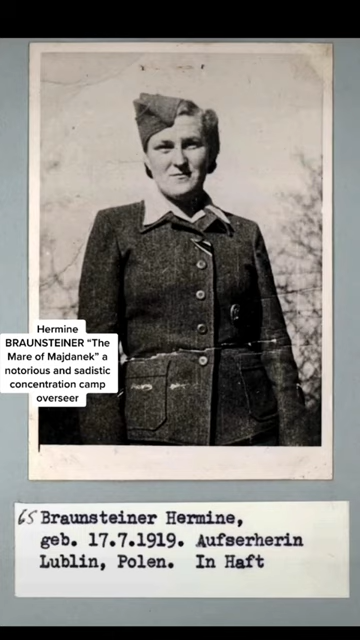 Hermine
BRAUNSTEINER “The
Mare of Majdanek” a
notorious and sadistic
concentration camp
overseer
65 Braunsteiner Hermine,
geb. 17.7.1919. Aufserherin
Lublin, Polen. In Haft